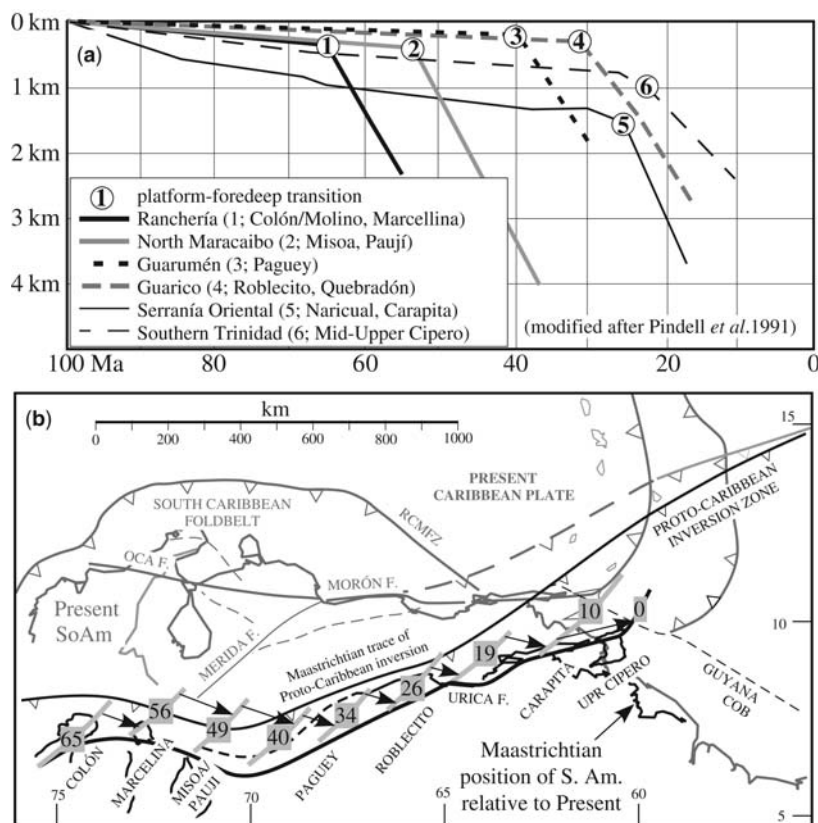 0 km
(a)
1
2
3
4
1 km
6
5
2 km
1 platform-foredeep transition
Ranchería (1; Colón/Molino, Marcellina)
3 km
North Maracaibo (2; Misoa, Paují)
Guarumén (3; Paguey)
Guarico (4; Roblecito, Quebradón)
4 km
Serranía Oriental (5; Naricual, Carapita)
Southern Trinidad (6; Mid-Upper Cipero)
(modified after Pindell et al.1991)
100 Ma 80 60 40 20 0
(b)
km
0 200 400 600 800 1000
15
PRESENT
CARIBBEAN PLATE
SOUTH CARIBBEAN
FOLDBELT
RCMFZ.
PROTO-CARIBBEAN
INVERSION ZONE
OCA F.
MORÓN F.
Present
SoAm
MERIDA F.
10
0
10
Maastrichtian trace of
Proto-Caribbean inversion
19
26
34
40
49
56
65
URICA F.
CARAPITA
UPR CIPERO
GUYANA
COB
ROBLECITO
PAGUEY
MISOA/
PAUJI
MARCELINA
COLÓN
Maastrichtian
position of S. Am.
relative to Present
75
70
65
60
5